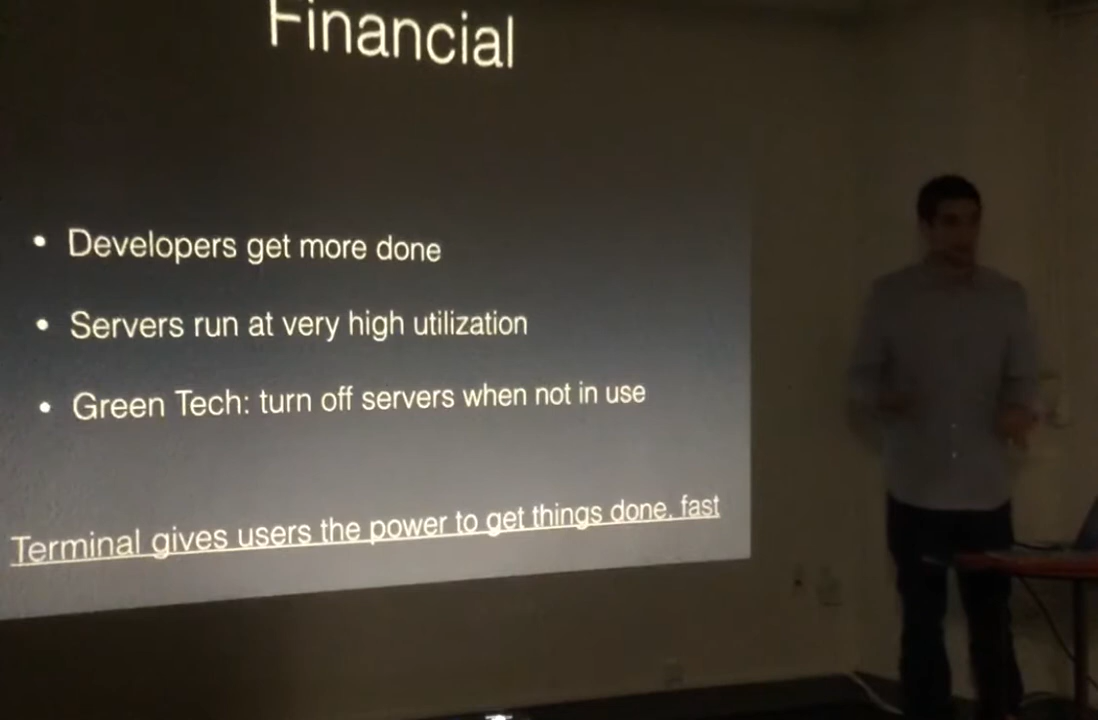 Financial
• Developers get more done
• Servers run at very high utilization
• Green Tech: turn off servers when not in use
Terminal gives users the power to get things done, fast